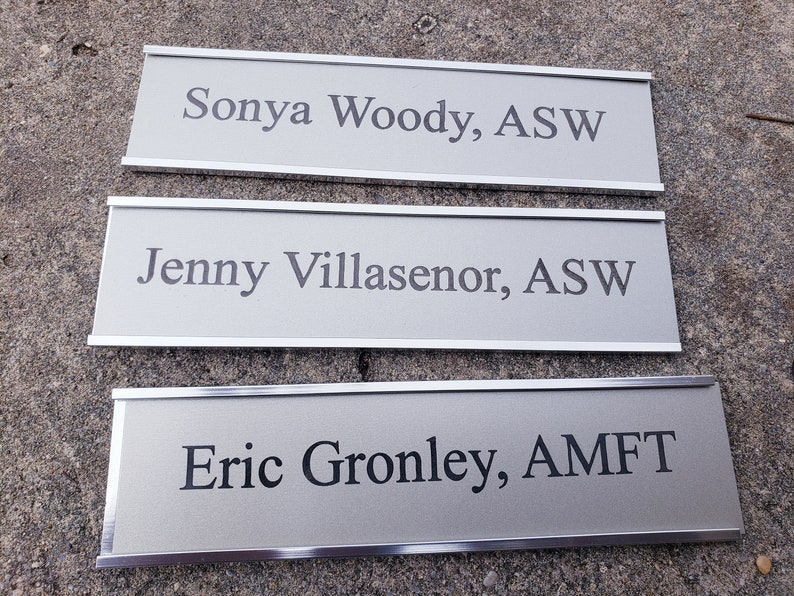 Sonya Woody, ASW
Jenny Villasenor, ASW
Eric Gronley, AMFT